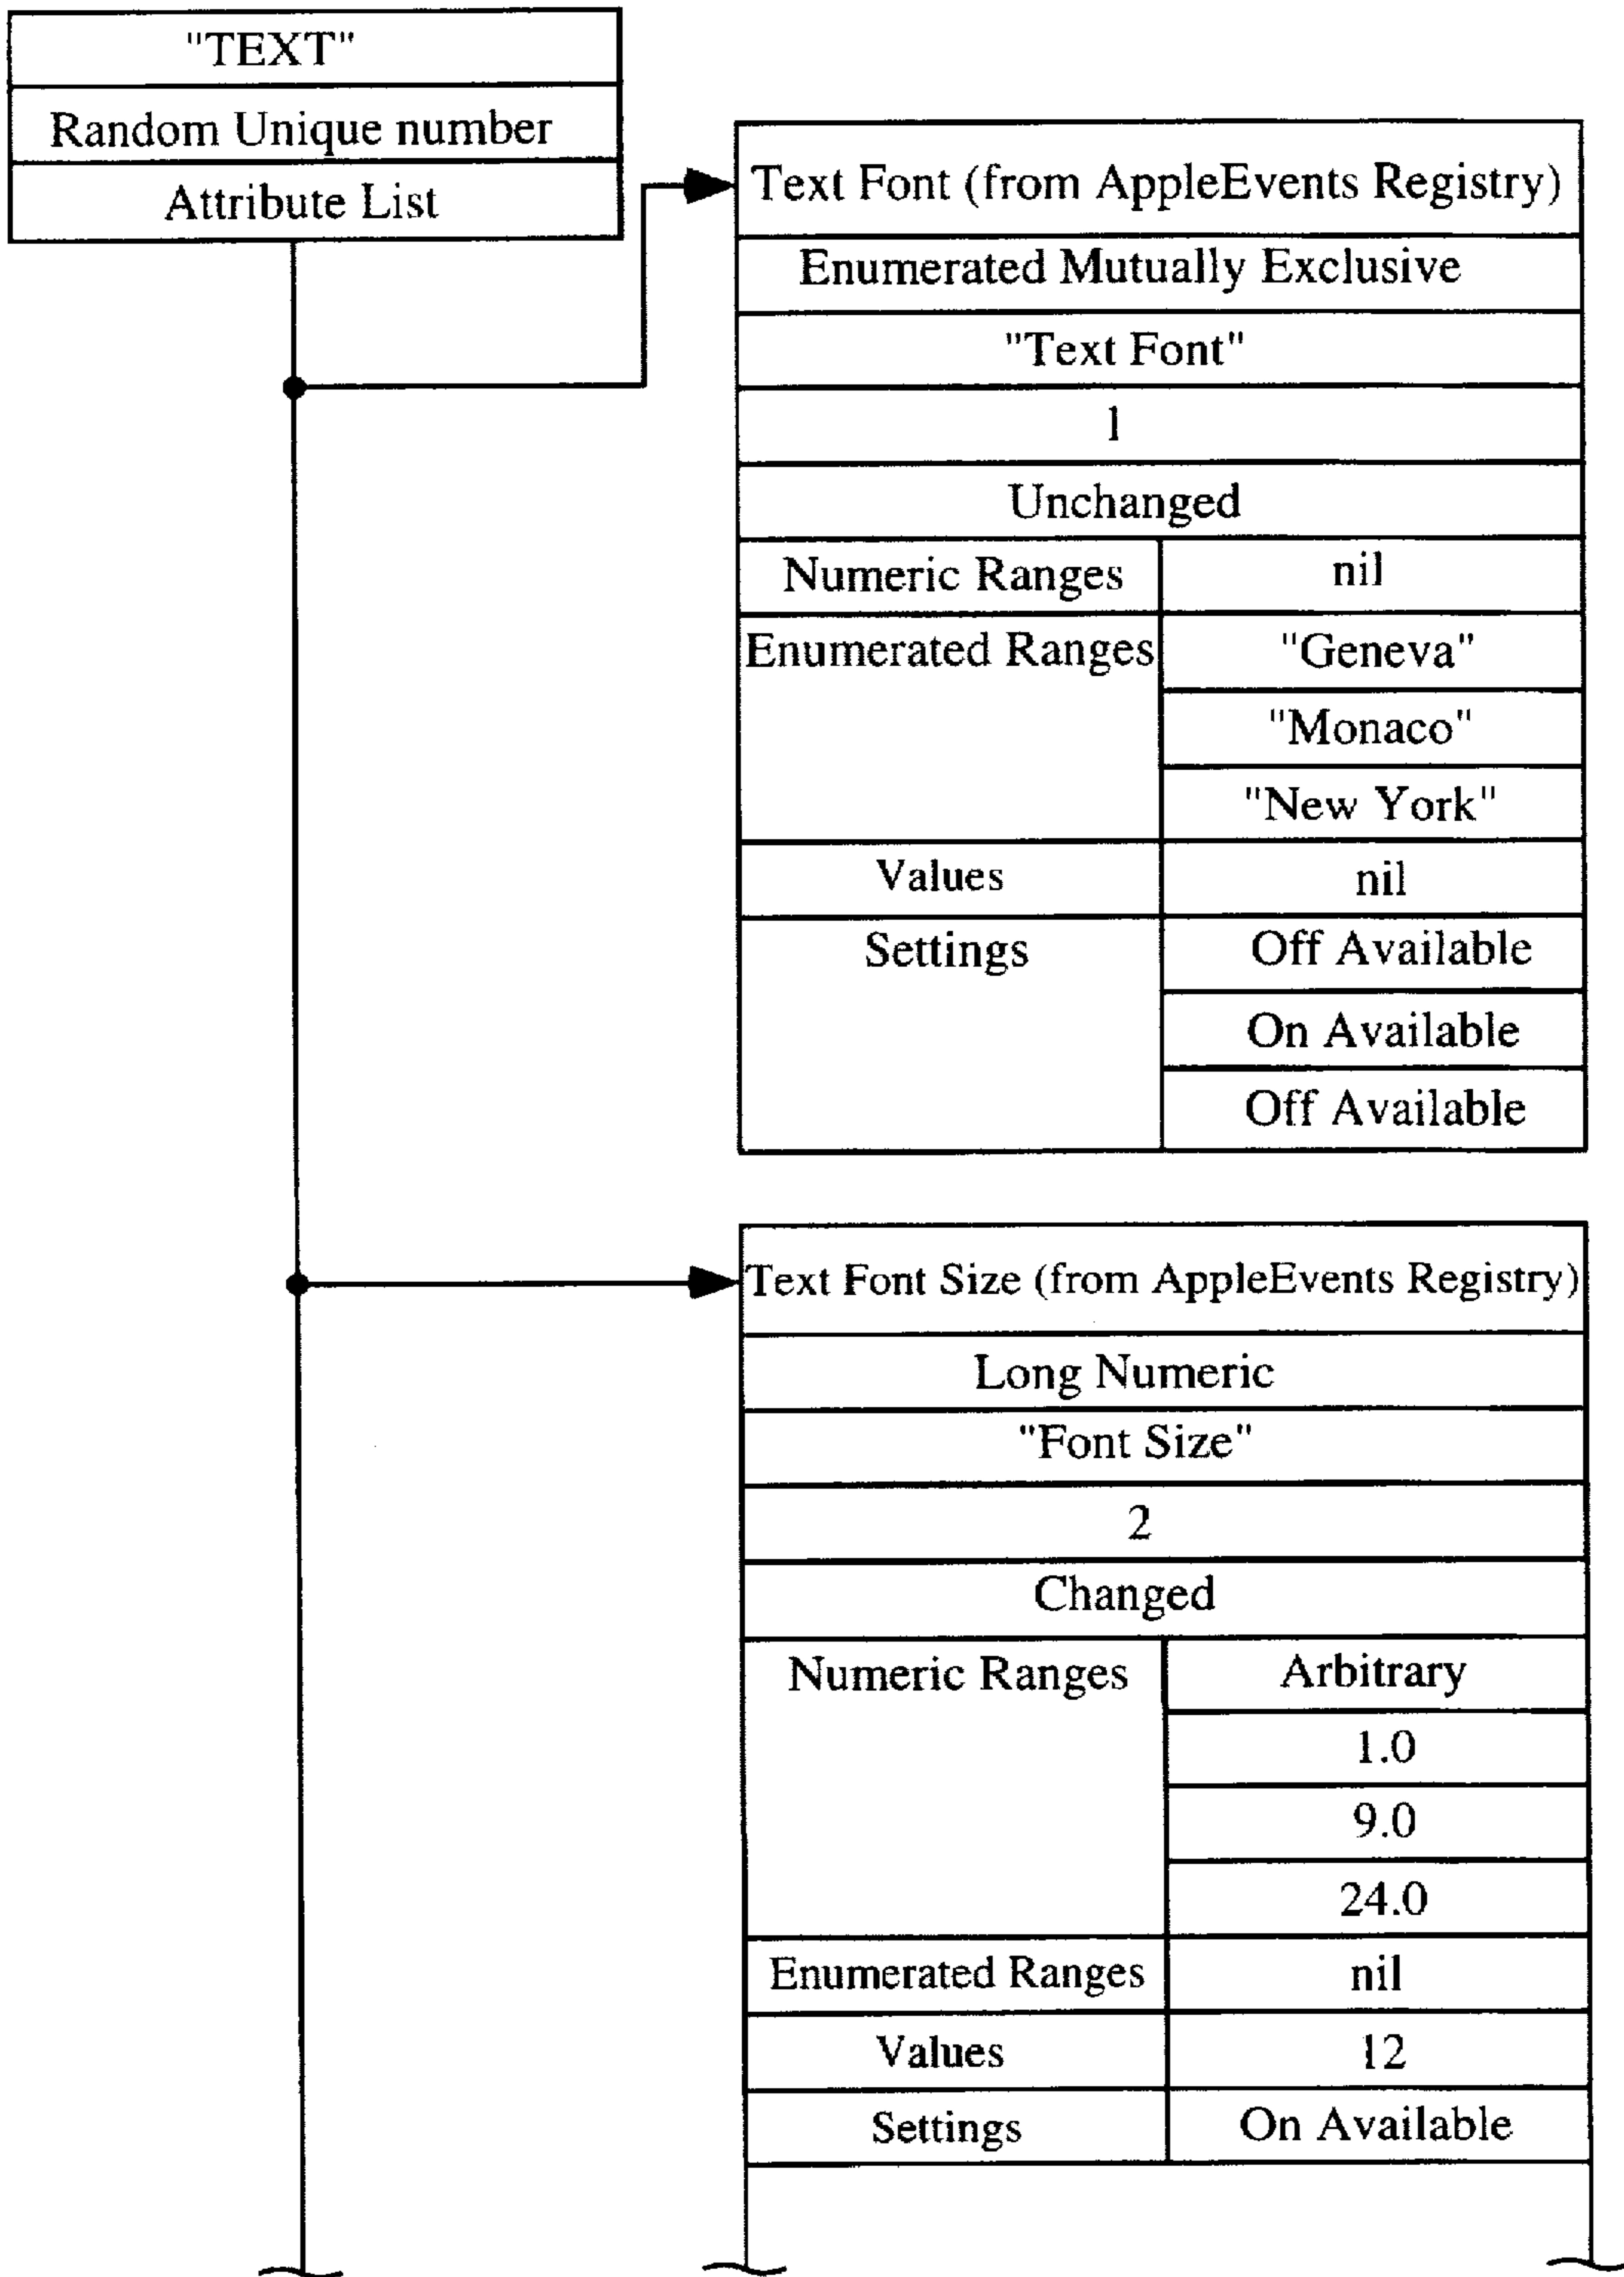 "TEXT"
Random Unique number
Attribute List
Text Font (from AppleEvents Registry)
Enumerated Mutually Exclusive
"Text Font"
1
Unchanged
Numeric Ranges nil
Enumerated Ranges "Geneva"
"Monaco"
"New York"
Values nil
Settings Off Available
On Available
Off Available
Text Font Size (from AppleEvents Registry)
Long Numeric
"Font Size"
2
Changed
Numeric Ranges Arbitrary
1.0
9.0
24.0
Enumerated Ranges nil
Values 12
Settings On Available